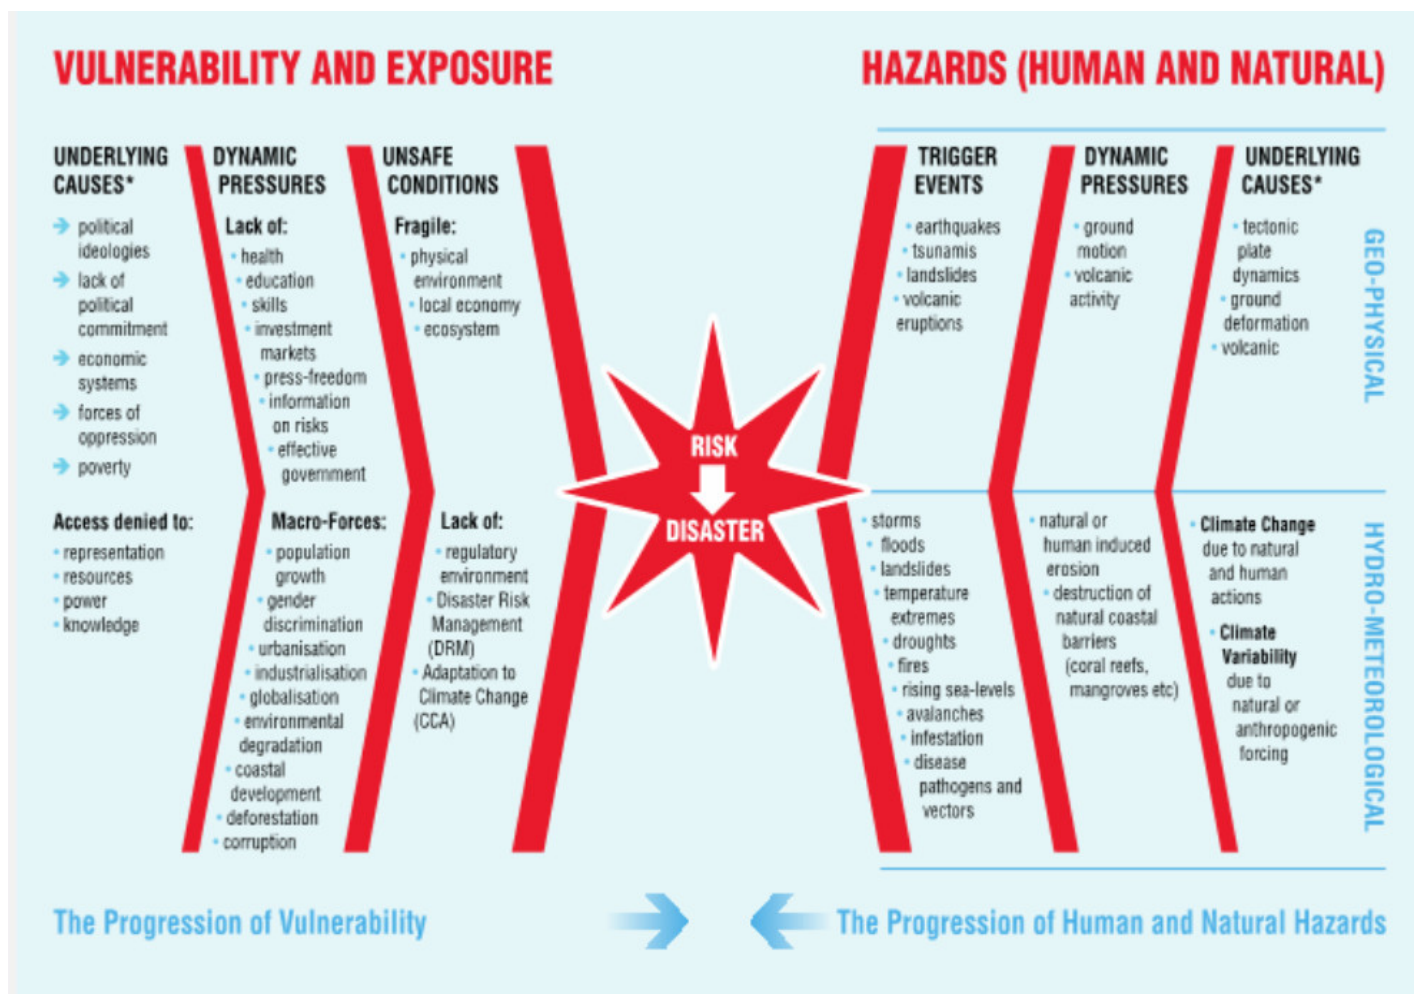 VULNERABILITY AND EXPOSURE
HAZARDS (HUMAN AND NATURAL)
UNDERLYING
CAUSES*
political
ideologies
lack of
political
commitment
economic
systems
forces of
oppression
poverty
Access denied to:
representation
resources
power
knowledge
DYNAMIC
PRESSURES
Lack of:
health
education
skills
investment
markets
press-freedom
information
on risks
effective
government
Macro-Forces:
population
growth
gender
discrimination
urbanisation
industrialisation
globalisation
environmental
degradation
coastal
development
deforestation
corruption
UNSAFE
CONDITIONS
Fragile:
physical
environment
local economy
ecosystem
Lack of:
regulatory
environment
Disaster Risk
Management
(DRM)
Adaptation to
Climate Change
(CCA)
RISK
DISASTER
TRIGGER
EVENTS
earthquakes
tsunamis
landslides
volcanic
eruptions
storms
floods
landslides
temperature
extremes
droughts
fires
rising sea-levels
avalanches
infestation
disease
pathogens and
vectors
DYNAMIC
PRESSURES
ground
motion
volcanic
activity
natural or
human induced
erosion
destruction of
natural coastal
barriers
(coral reefs,
mangroves etc)
UNDERLYING
CAUSES*
tectonic
plate
dynamics
ground
deformation
volcanic
Climate Change
due to natural
and human
actions
Climate
Variability
due to
natural or
anthropogenic
forcing
GEO-PHYSICAL
HYDRO-METEOROLOGICAL
The Progression of Vulnerability
The Progression of Human and Natural Hazards